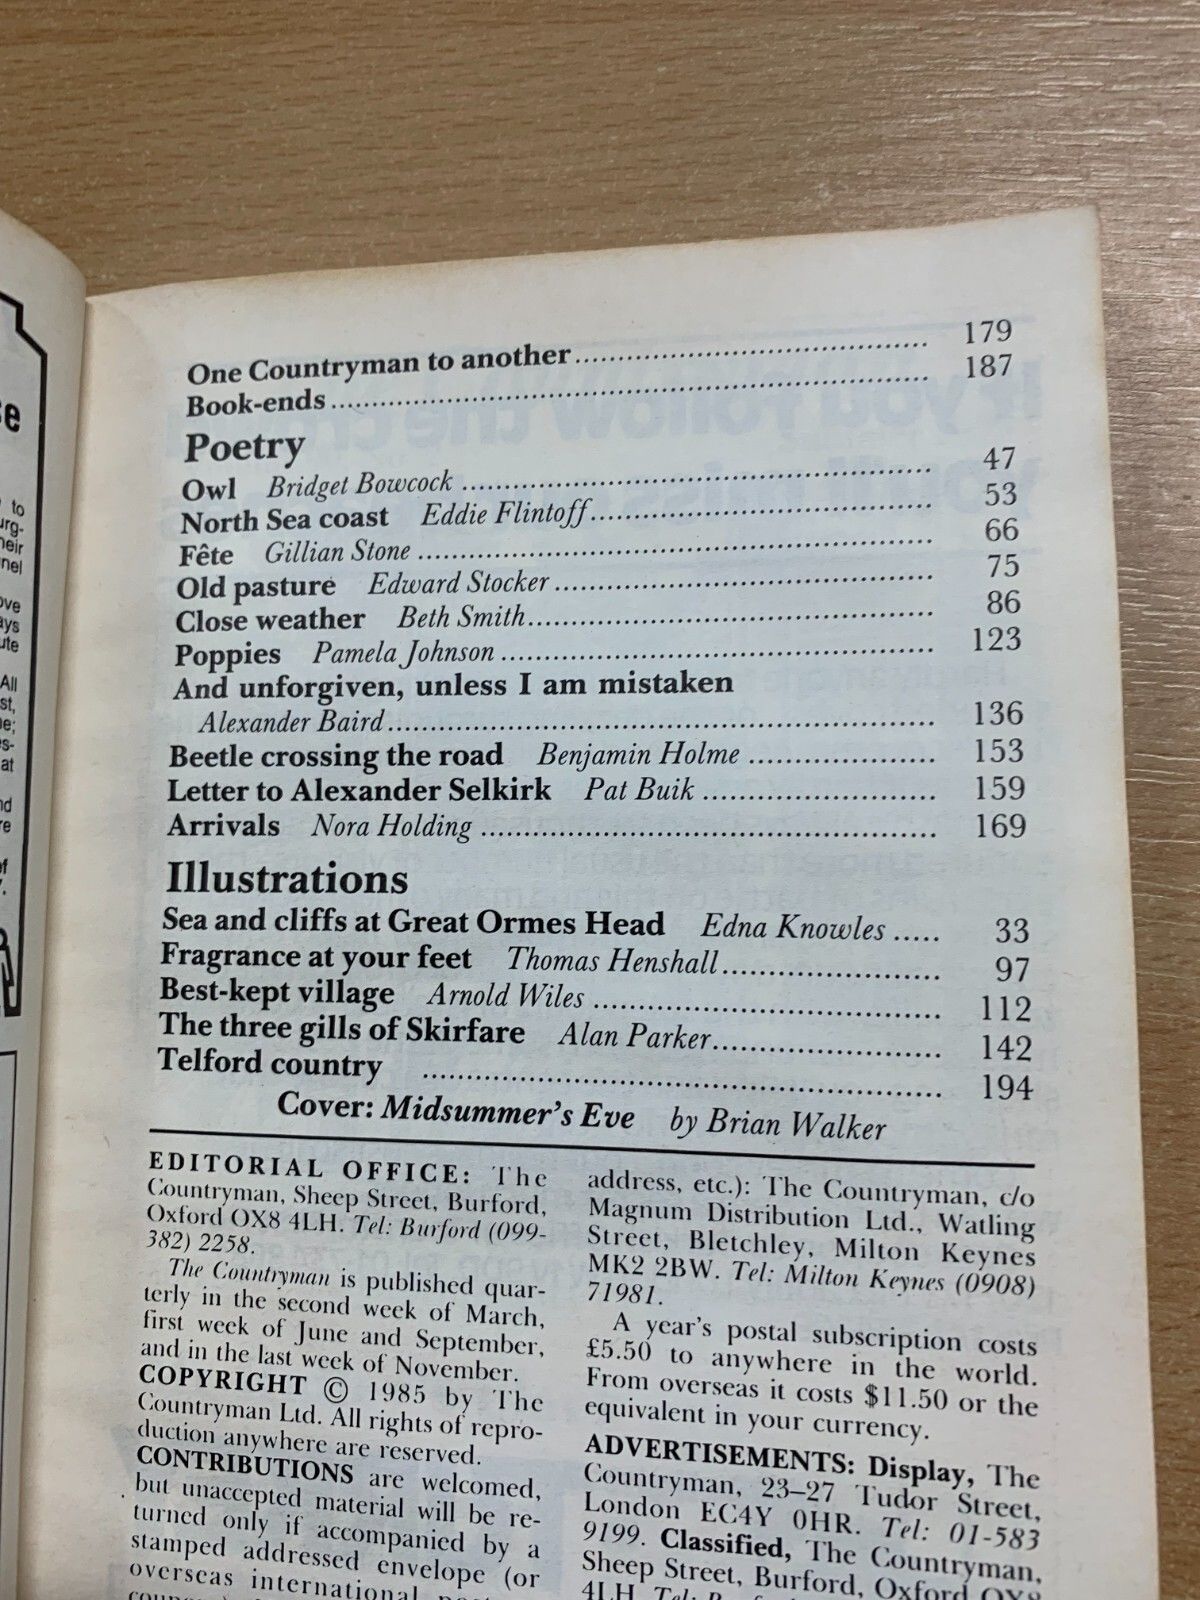 One Countryman to another 179
Book-ends 187
Poetry
Owl Bridget Bowcock 47
North Sea coast Eddie Flintoff 53
Fête Gillian Stone 66
Old pasture Edward Stocker 75
Close weather Beth Smith 86
Poppies Pamela Johnson 123
And unforgiven, unless I am mistaken
Alexander Baird 136
Beetle crossing the road Benjamin Holme 153
Letter to Alexander Selkirk Pat Buik 159
Arrivals Nora Holding 169
Illustrations
Sea and cliffs at Great Ormes Head Edna Knowles 33
Fragrance at your feet Thomas Henshall 97
Best-kept village Arnold Wiles 112
The three gills of Skirfare Alan Parker 142
Telford country 194
Cover: Midsummer's Eve by Brian Walker
EDITORIAL OFFICE: The
Countryman, Sheep Street, Burford,
Oxford OX8 4LH. Tel: Burford (099-
382) 2258.
The Countryman is published quar-
terly in the second week of March,
first week of June and September,
and in the last week of November.
COPYRIGHT © 1985 by The
Countryman Ltd. All rights of repro-
duction anywhere are reserved.
CONTRIBUTIONS are welcomed,
but unaccepted material will be re-
turned only if accompanied by a
stamped addressed envelope (or
overseas international
address, etc.): The Countryman, c/o
Magnum Distribution Ltd., Watling
Street, Bletchley, Milton Keynes
MK2 2BW. Tel: Milton Keynes (0908)
71981.
A year's postal subscription costs
£5.50 to anywhere in the world.
From overseas it costs $11.50 or the
equivalent in your currency.
ADVERTISEMENTS: Display, The
Countryman, 23–27 Tudor Street,
London EC4Y 0HR. Tel: 01-583
9199. Classified, The Countryman,
Sheep Street, Burford, Oxford OX8
4LH. Tel: